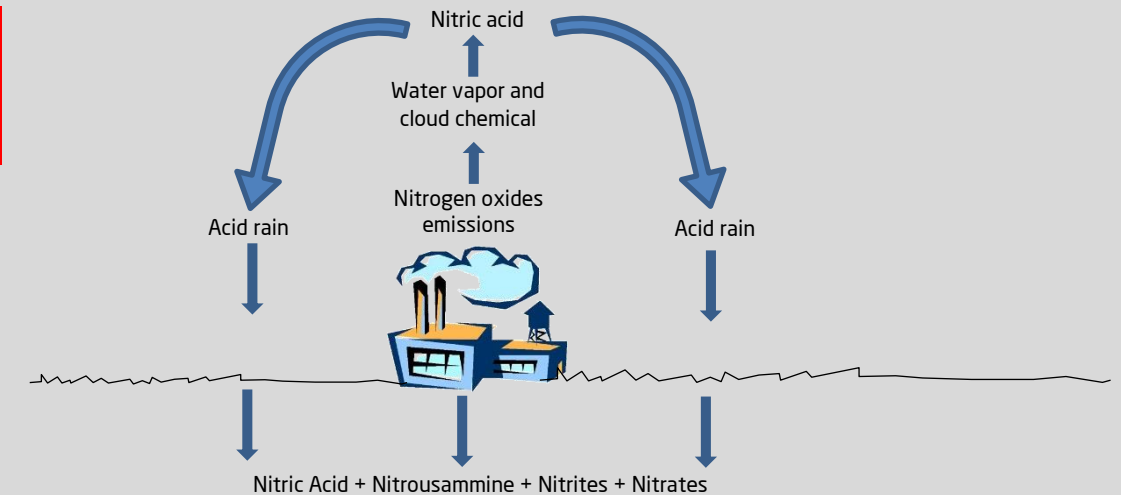 Nitric acid
Water vapor and
cloud chemical
Nitrogen oxides
emissions
Acid rain
Acid rain
Nitric Acid + Nitrousammine + Nitrites + Nitrates